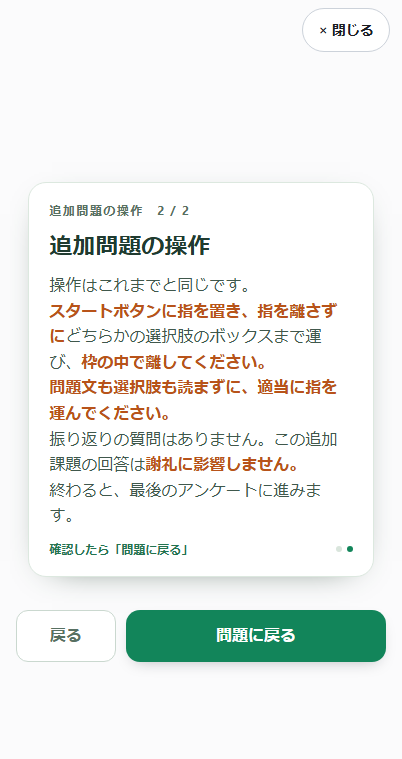 × 閉じる
追加問題の操作　2 / 2
追加問題の操作
操作はこれまでと同じです。
スタートボタンに指を置き、指を離さず
にどちらかの選択肢のボックスまで運
び、枠の中で離してください。
問題文も選択肢も読まずに、適当に指を
運んでください。
振り返りの質問はありません。この追加
課題の回答は謝礼に影響しません。
終わると、最後のアンケートに進みま
す。
確認したら「問題に戻る」
戻る
問題に戻る